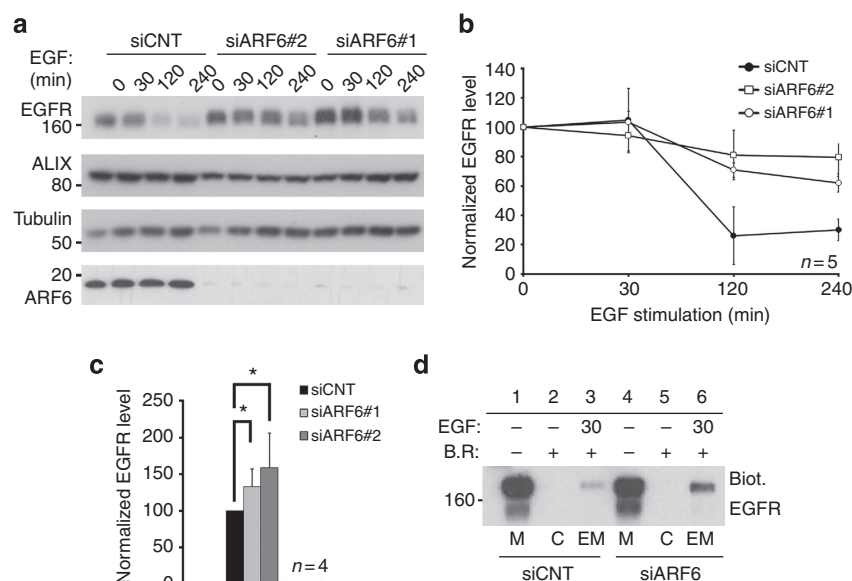 a
siCNT siARF6#2 siARF6#1
EGF:
(min) 0 30 120 240 0 30 120 240 0 30 120 240
EGFR
160
ALIX
80
Tubulin
50
20
ARF6
b
Normalized EGFR level
140
120
100
80
60
40
20
0
siCNT
siARF6#2
siARF6#1
n=5
0 30 120 240
EGF stimulation (min)
c
Normalized EGFR level
250
200
150
100
50
0
* *
siCNT
siARF6#1
siARF6#2
n=4
d
1 2 3 4 5 6
EGF: – – 30 – – 30
B.R: – + + – + +
160
Biot.
EGFR
M C EM M C EM
siCNT siARF6